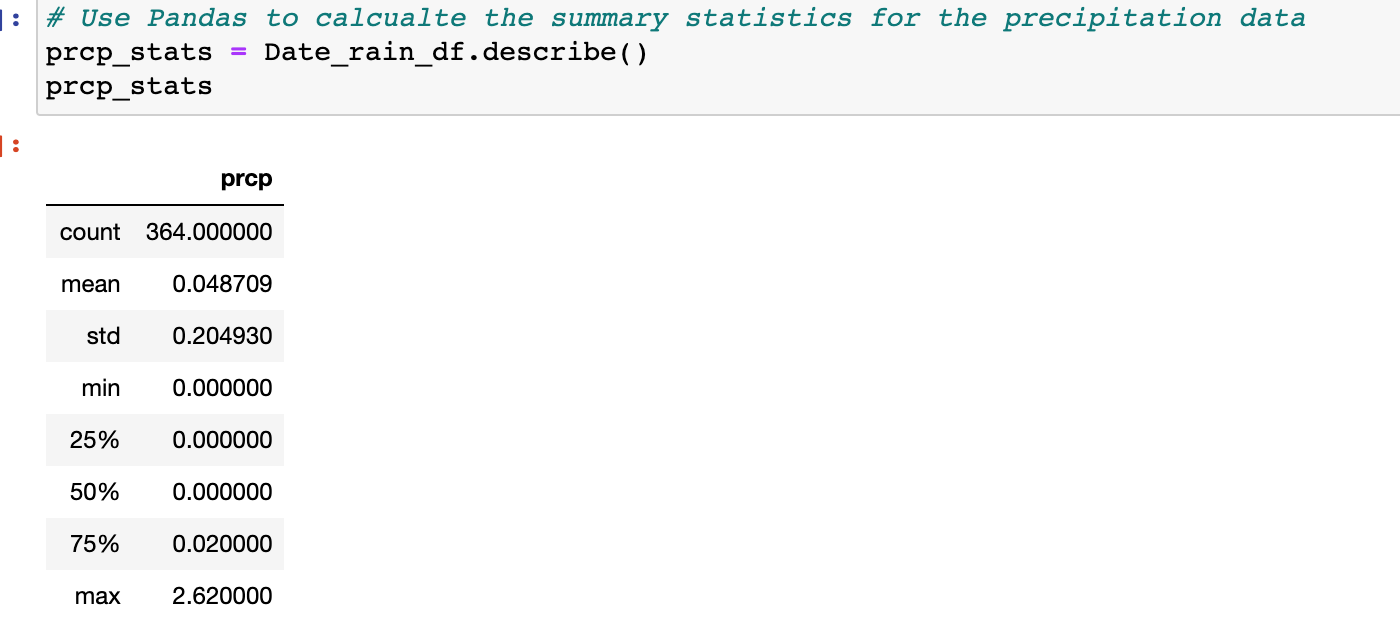 ]: # Use Pandas to calcualte the summary statistics for the precipitation data
prcp_stats = Date_rain_df.describe()
prcp_stats
]:
prcp
count 364.000000
mean 0.048709
std 0.204930
min 0.000000
25% 0.000000
50% 0.000000
75% 0.020000
max 2.620000